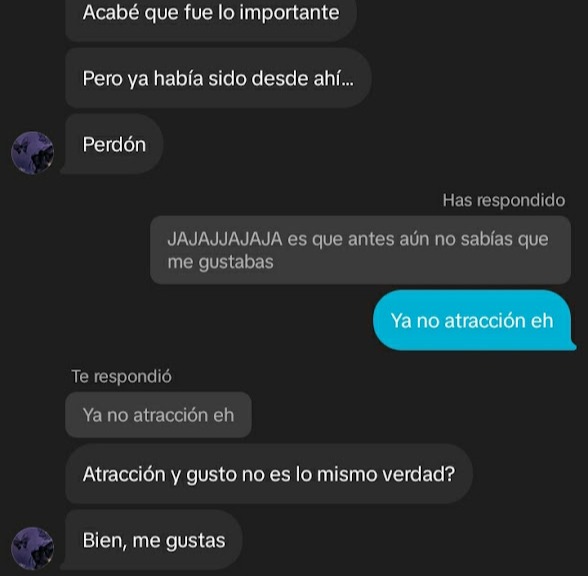 Acabé que fue lo importante
Pero ya había sido desde ahí...
Perdón
Has respondido
JAJAJJAJAJA es que antes aún no sabías que
me gustabas
Ya no atracción eh
Te respondió
Ya no atracción eh
Atracción y gusto no es lo mismo verdad?
Bien, me gustas